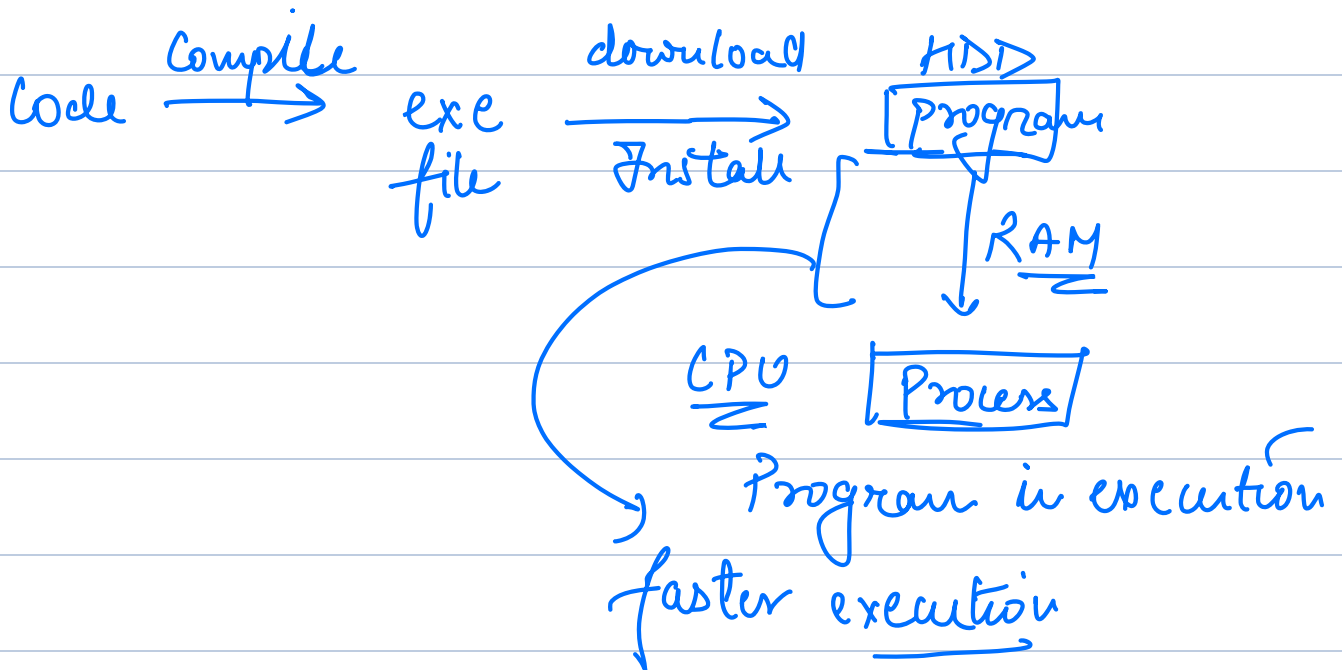 Compile download HDD
Code exe Program
file Install
RAM
CPU Process
Program in execution
faster execution